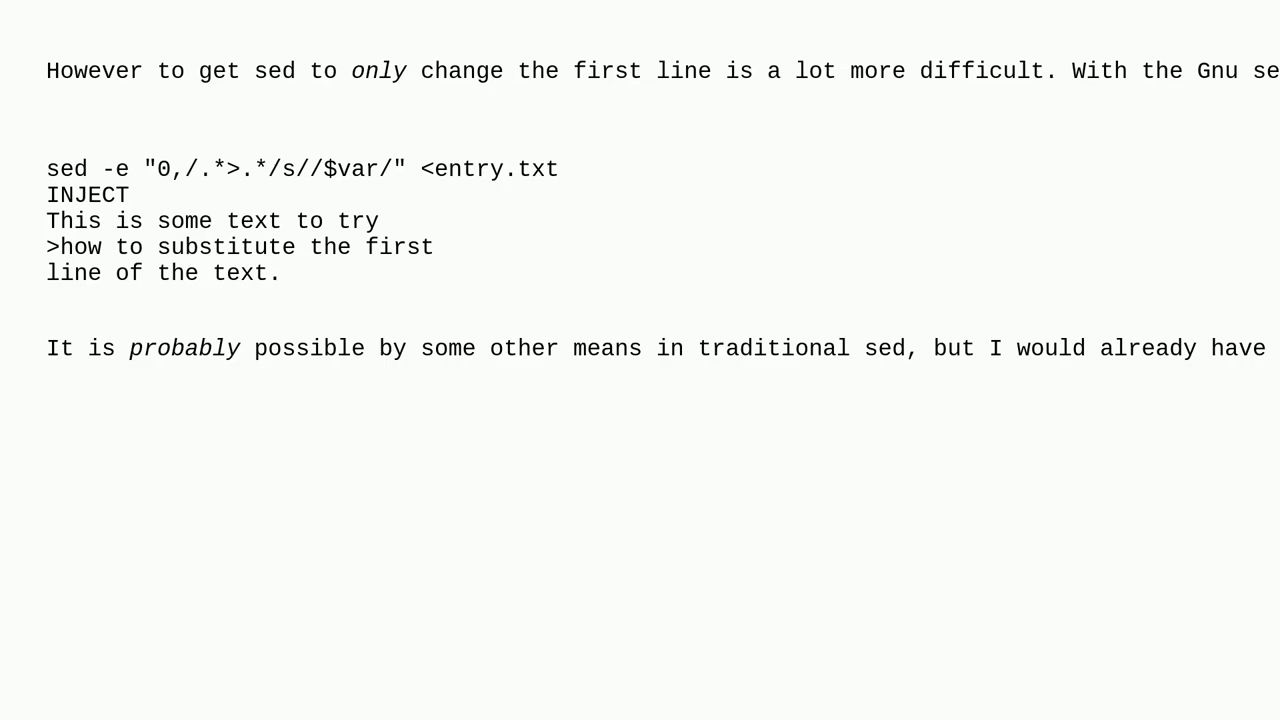 However to get sed to only change the first line is a lot more difficult. With the Gnu se
sed -e "0,/.*>.*/s//$var/" <entry.txt
INJECT
This is some text to try
>how to substitute the first
line of the text.
It is probably possible by some other means in traditional sed, but I would already have